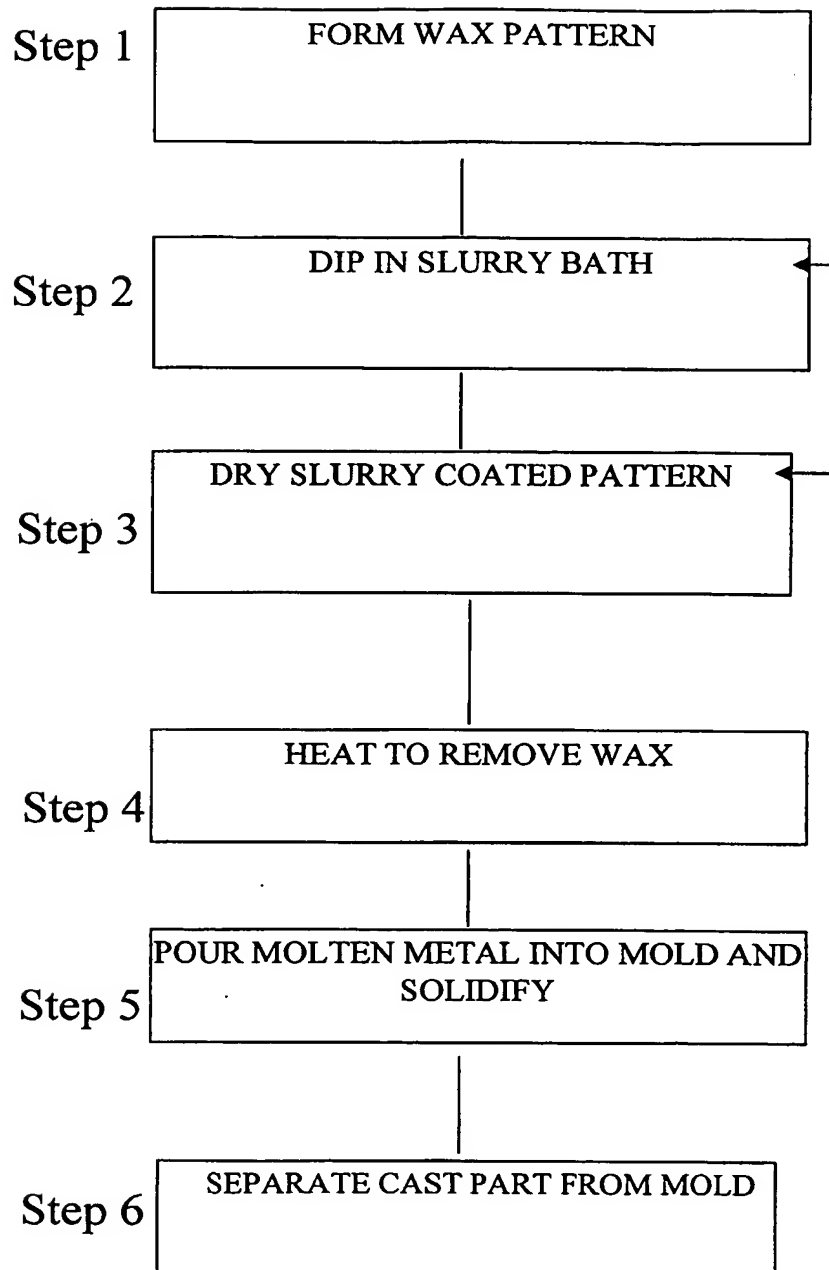 Step 1
FORM WAX PATTERN
Step 2
DIP IN SLURRY BATH
Step 3
DRY SLURRY COATED PATTERN
Step 4
HEAT TO REMOVE WAX
Step 5
POUR MOLTEN METAL INTO MOLD AND
SOLIDIFY
Step 6
SEPARATE CAST PART FROM MOLD